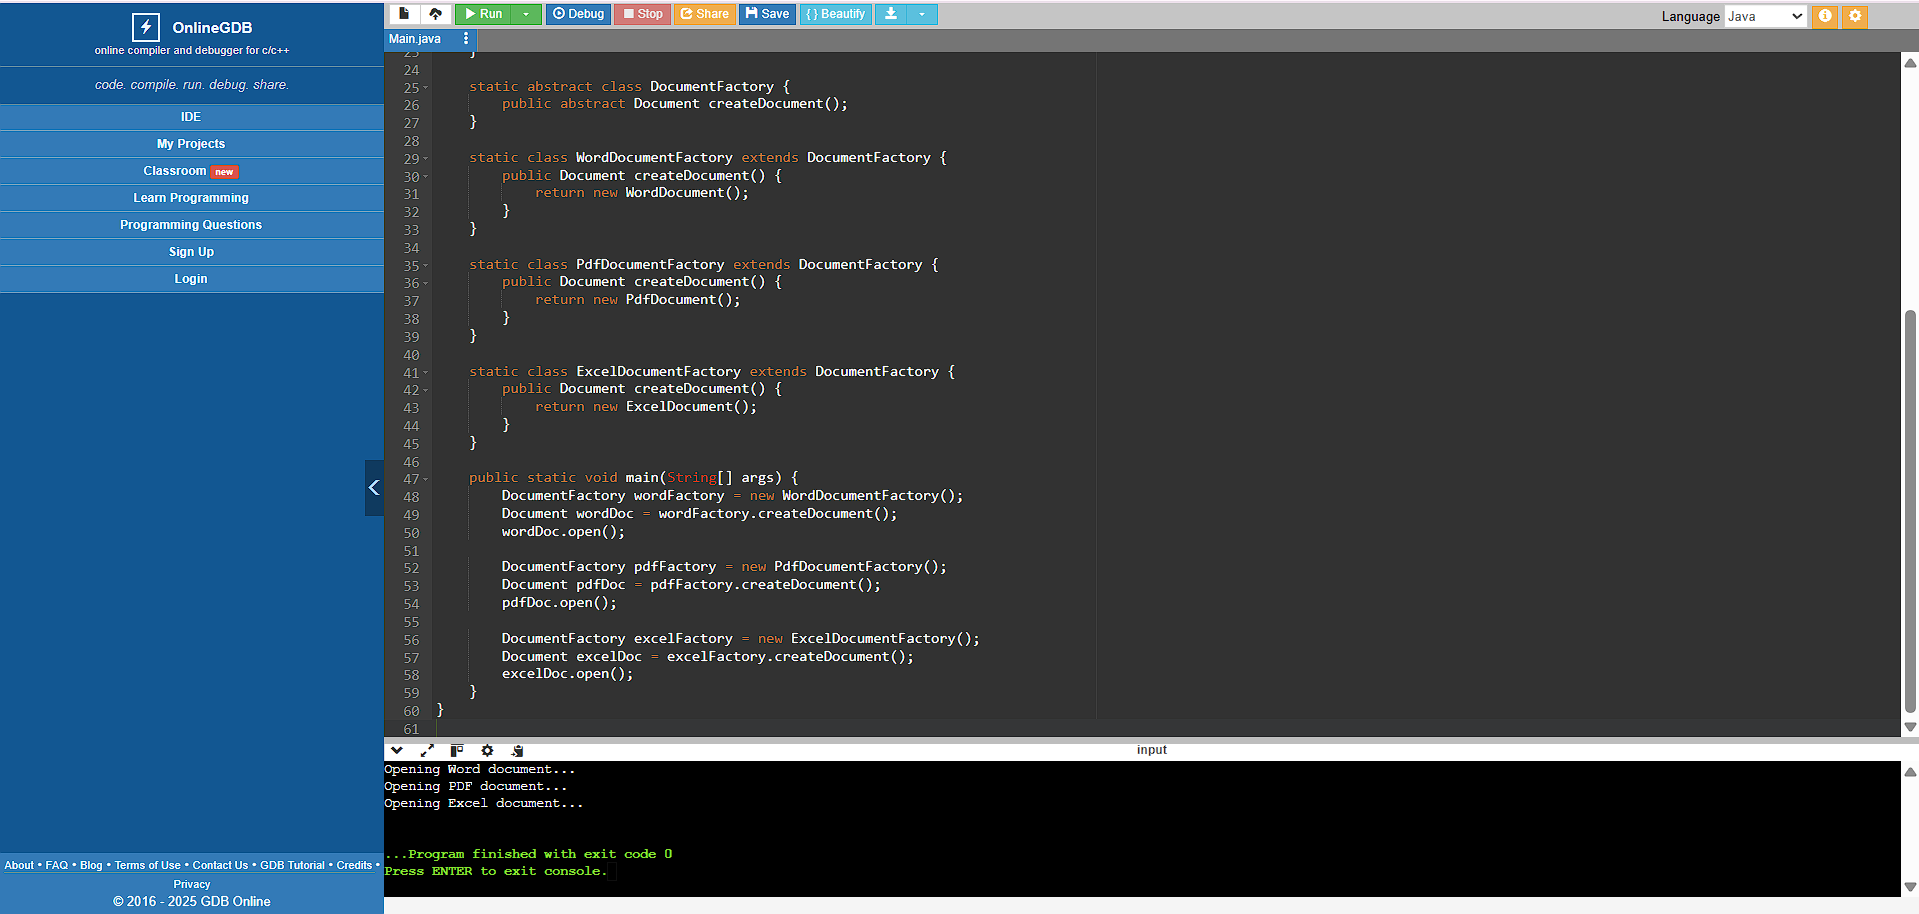 OnlineGDB
online compiler and debugger for c/c++
code. compile. run. debug. share.
IDE
My Projects
Classroom new
Learn Programming
Programming Questions
Sign Up
Login
About • FAQ • Blog • Terms of Use • Contact Us • GDB Tutorial • Credits •
Privacy
© 2016 - 2025 GDB Online
Run Debug Stop Share Save { } Beautify
Language Java
Main.java
23 }
24
25 static abstract class DocumentFactory {
26 public abstract Document createDocument();
27 }
28
29 static class WordDocumentFactory extends DocumentFactory {
30 public Document createDocument() {
31 return new WordDocument();
32 }
33 }
34
35 static class PdfDocumentFactory extends DocumentFactory {
36 public Document createDocument() {
37 return new PdfDocument();
38 }
39 }
40
41 static class ExcelDocumentFactory extends DocumentFactory {
42 public Document createDocument() {
43 return new ExcelDocument();
44 }
45 }
46
47 public static void main(String[] args) {
48 DocumentFactory wordFactory = new WordDocumentFactory();
49 Document wordDoc = wordFactory.createDocument();
50 wordDoc.open();
51
52 DocumentFactory pdfFactory = new PdfDocumentFactory();
53 Document pdfDoc = pdfFactory.createDocument();
54 pdfDoc.open();
55
56 DocumentFactory excelFactory = new ExcelDocumentFactory();
57 Document excelDoc = excelFactory.createDocument();
58 excelDoc.open();
59 }
60 }
61
input
Opening Word document...
Opening PDF document...
Opening Excel document...
...Program finished with exit code 0
Press ENTER to exit console.